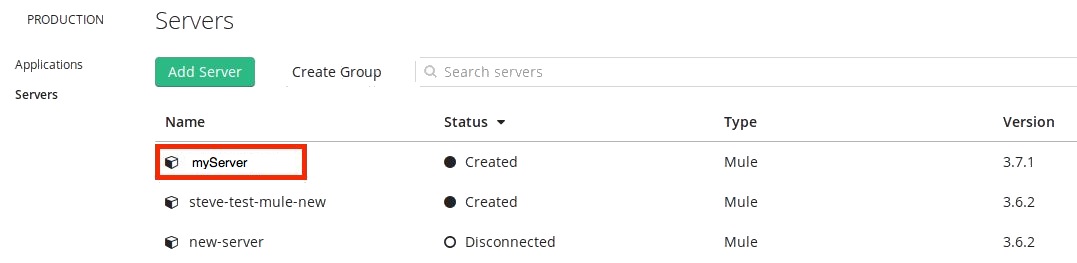 PRODUCTION
Servers
Applications
Servers
Add Server Create Group Search servers
Name Status Type Version
myServer Created Mule 3.7.1
steve-test-mule-new Created Mule 3.6.2
new-server Disconnected Mule 3.6.2